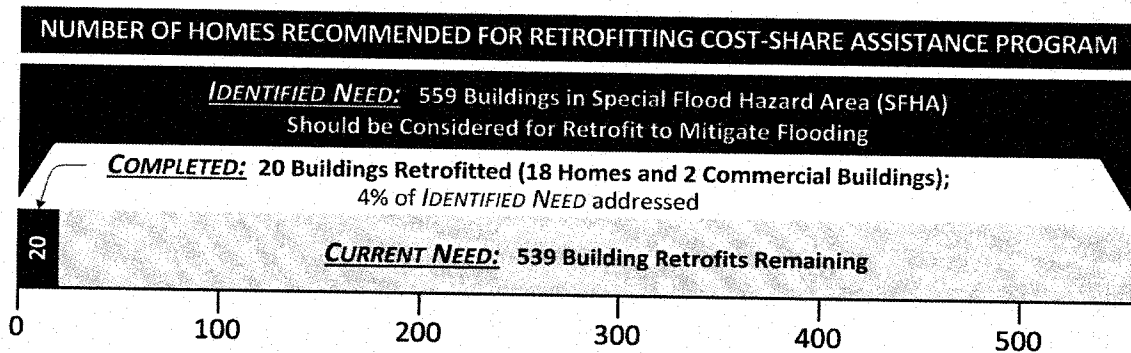 NUMBER OF HOMES RECOMMENDED FOR RETROFITTING COST-SHARE ASSISTANCE PROGRAM
IDENTIFIED NEED: 559 Buildings in Special Flood Hazard Area (SFHA)
Should be Considered for Retrofit to Mitigate Flooding
COMPLETED: 20 Buildings Retrofitted (18 Homes and 2 Commercial Buildings);
4% of IDENTIFIED NEED addressed
20
CURRENT NEED: 539 Building Retrofits Remaining
0 100 200 300 400 500